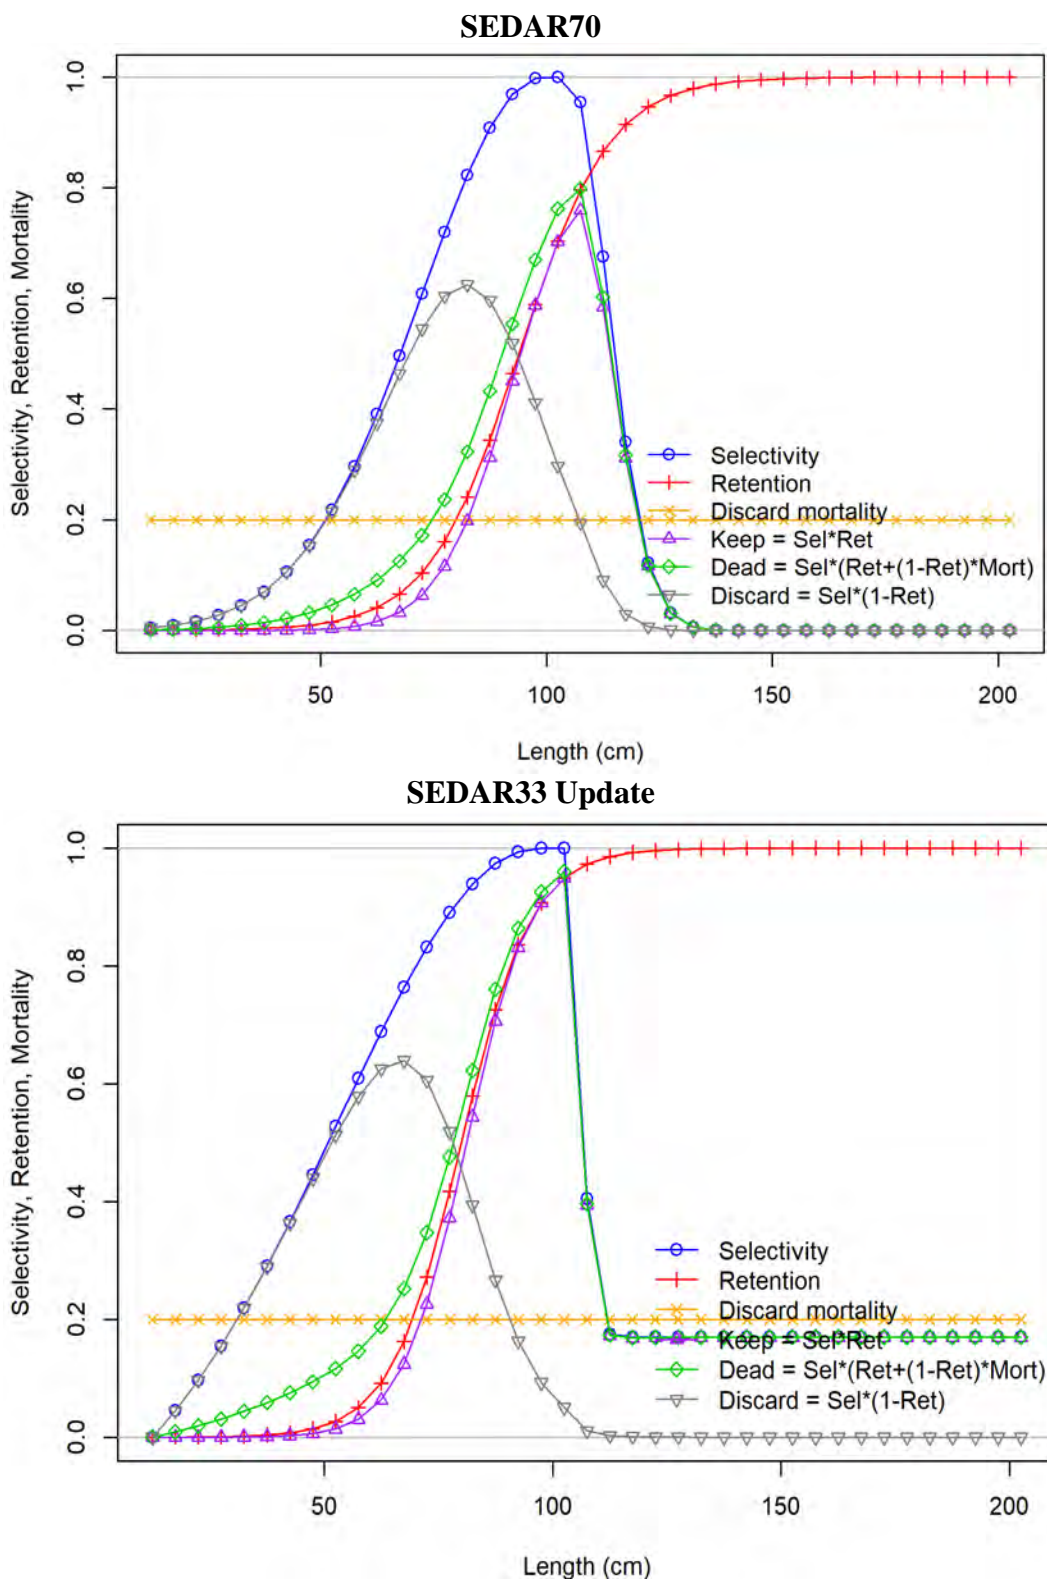 SEDAR70
Selectivity, Retention, Mortality
1.0
0.8
0.6
0.4
0.2
0.0
Selectivity
Retention
Discard mortality
Keep = Sel*Ret
Dead = Sel*(Ret+(1-Ret)*Mort)
Discard = Sel*(1-Ret)
50 100 150 200
Length (cm)
SEDAR33 Update
Selectivity, Retention, Mortality
1.0
0.8
0.6
0.4
0.2
0.0
Selectivity
Retention
Discard mortality
Keep = Sel*Ret
Dead = Sel*(Ret+(1-Ret)*Mort)
Discard = Sel*(1-Ret)
50 100 150 200
Length (cm)